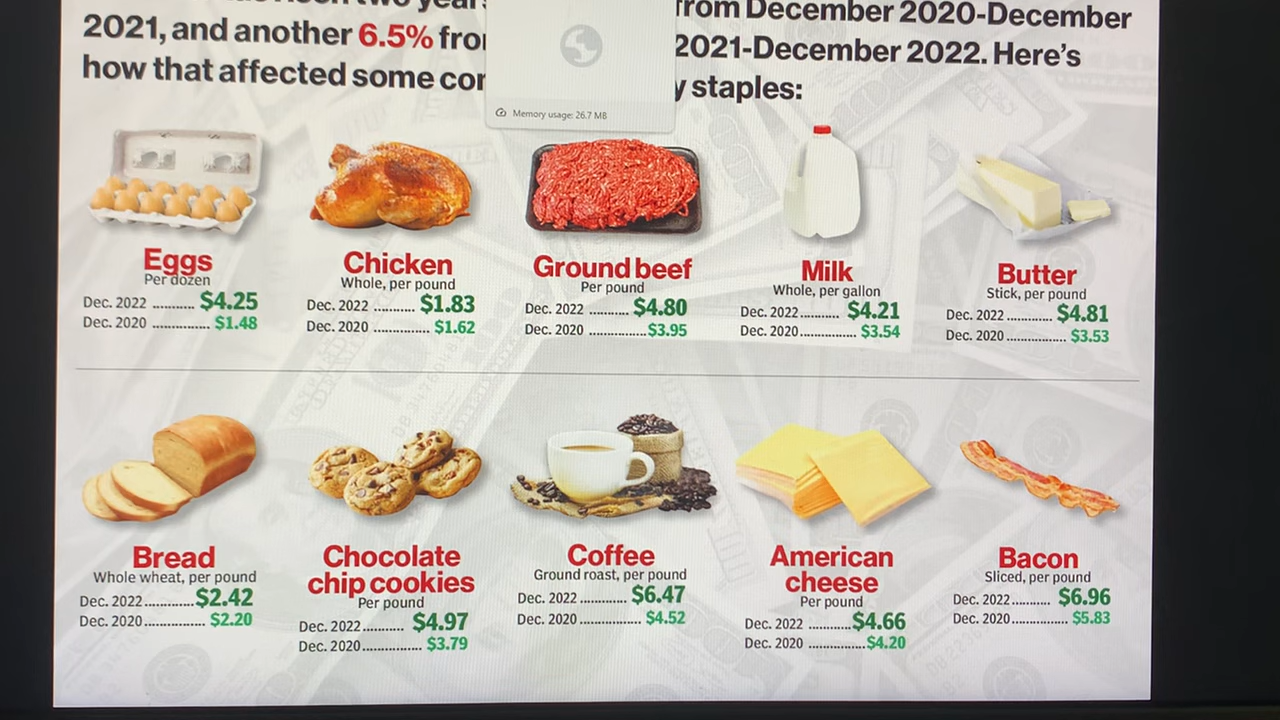 2021, and another 6.5% from December 2020-December
2021-December 2022. Here's
how that affected some staples:
Memory usage: 26.7 MB
Eggs
Per dozen
Dec. 2022 .......... $4.25
Dec. 2020 .............. $1.48
Chicken
Whole, per pound
Dec. 2022 .......... $1.83
Dec. 2020 .............. $1.62
Ground beef
Per pound
Dec. 2022 ............ $4.80
Dec. 2020 ............... $3.95
Milk
Whole, per gallon
Dec. 2022.......... $4.21
Dec. 2020.................. $3.54
Butter
Stick, per pound
Dec. 2022 ............ $4.81
Dec. 2020 .................. $3.53
Bread
Whole wheat, per pound
Dec. 2022............. $2.42
Dec. 2020 ................. $2.20
Chocolate
chip cookies
Per pound
Dec. 2022........... $4.97
Dec. 2020................. $3.79
Coffee
Ground roast, per pound
Dec. 2022 ............ $6.47
Dec. 2020 .................. $4.52
American
cheese
Per pound
Dec. 2022 ........... $4.66
Dec. 2020 ................. $4.20
Bacon
Sliced, per pound
Dec. 2022........... $6.96
Dec. 2020................. $5.83